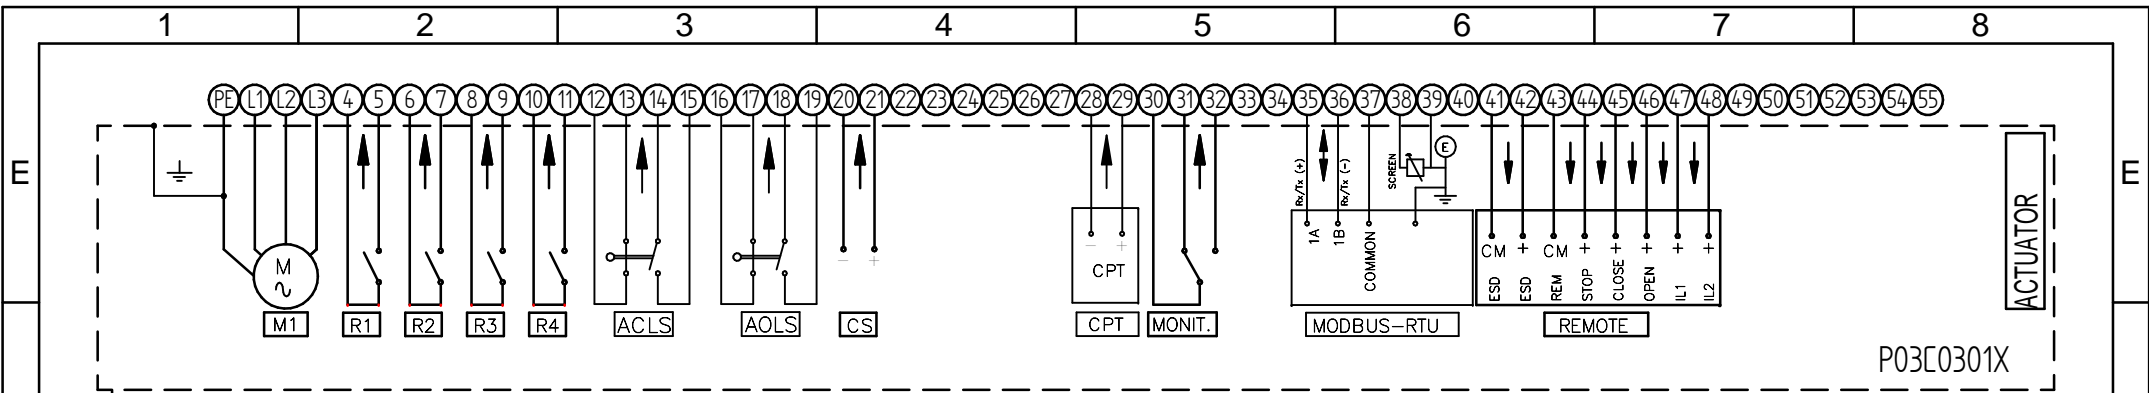 1 2 3 4 5 6 7 8
PE L1 L2 L3 4 5 6 7 8 9 10 11 12 13 14 15 16 17 18 19 20 21 22 23 24 25 26 27 28 29 30 31 32 33 34 35 36 37 38 39 40 41 42 43 44 45 46 47 48 49 50 51 52 53 54 55
E E
Rx/Tx (+) Rx/Tx (-) SCREEN E
ACTUATOR
1A 1B COMMON
- + CPT
- +
CM + CM + + + + +
ESD ESD REM STOP CLOSE OPEN IL1 IL2
M
~
M1 R1 R2 R3 R4 ACLS AOLS CS CPT MONIT. MODBUS-RTU REMOTE
P03C0301X